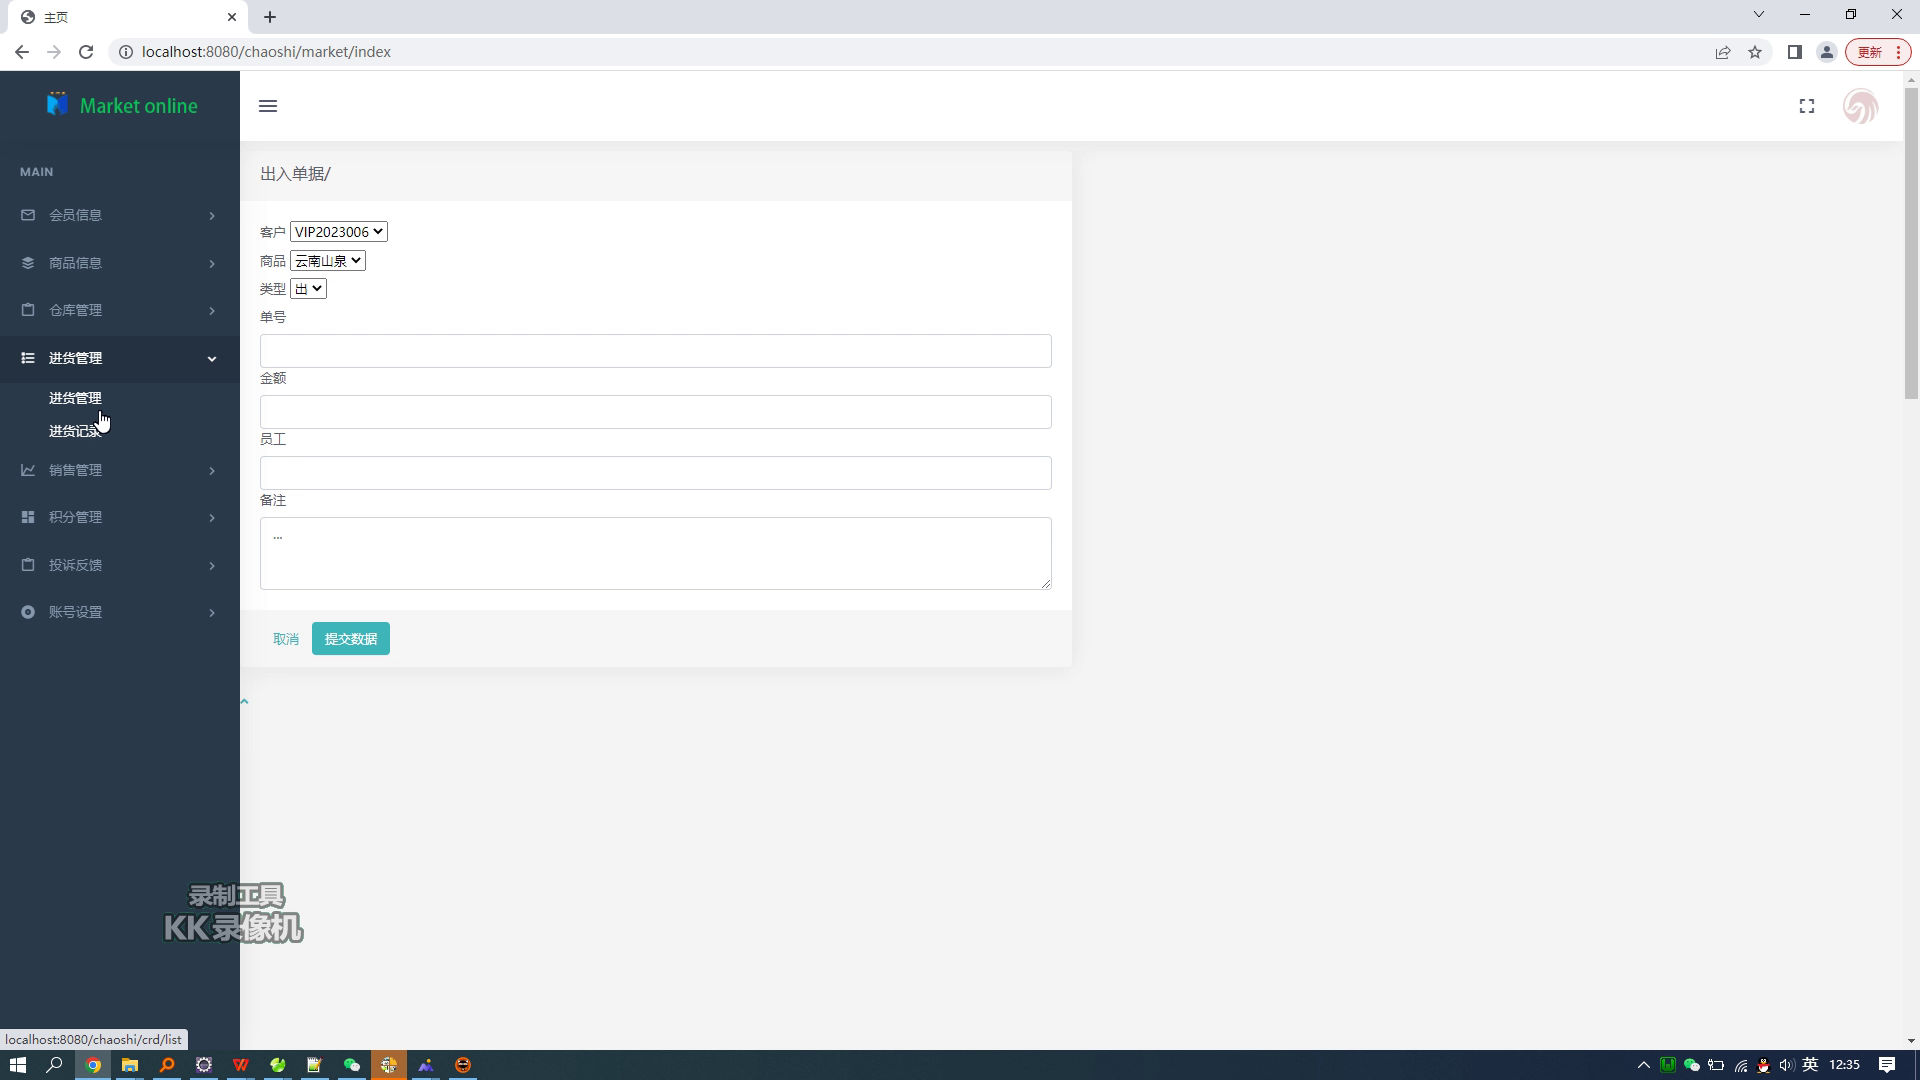 主页
localhost:8080/chaoshi/market/index
更新
Market online
MAIN
会员信息
商品信息
仓库管理
进货管理
进货管理
进货记录
销售管理
积分管理
投诉反馈
账号设置
出入单据/
客户 VIP2023006
商品 云南山泉
类型 出
单号
金额
员工
备注
...
取消 提交数据
录制工具
KK录像机
localhost:8080/chaoshi/crd/list
英 12:35